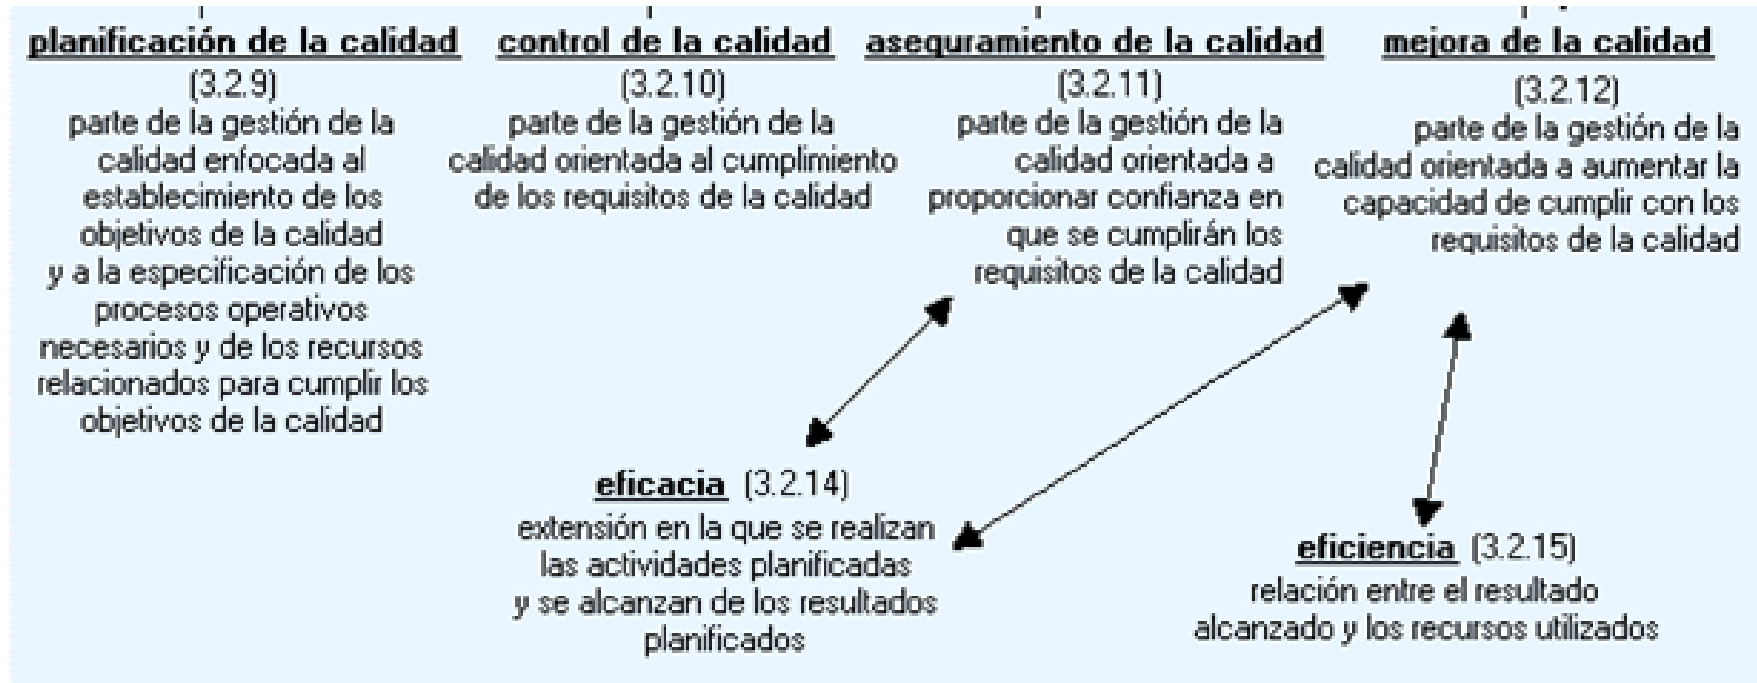 planificación de la calidad
(3.2.9)
parte de la gestión de la
calidad enfocada al
establecimiento de los
objetivos de la calidad
y a la especificación de los
procesos operativos
necesarios y de los recursos
relacionados para cumplir los
objetivos de la calidad
control de la calidad
(3.2.10)
parte de la gestión de la
calidad orientada al cumplimiento
de los requisitos de la calidad
aseguramiento de la calidad
(3.2.11)
parte de la gestión de la
calidad orientada a
proporcionar confianza en
que se cumplirán los
requisitos de la calidad
mejora de la calidad
(3.2.12)
parte de la gestión de la
calidad orientada a aumentar la
capacidad de cumplir con los
requisitos de la calidad
eficacia (3.2.14)
extensión en la que se realizan
las actividades planificadas
y se alcanzan de los resultados
planificados
eficiencia (3.2.15)
relación entre el resultado
alcanzado y los recursos utilizados